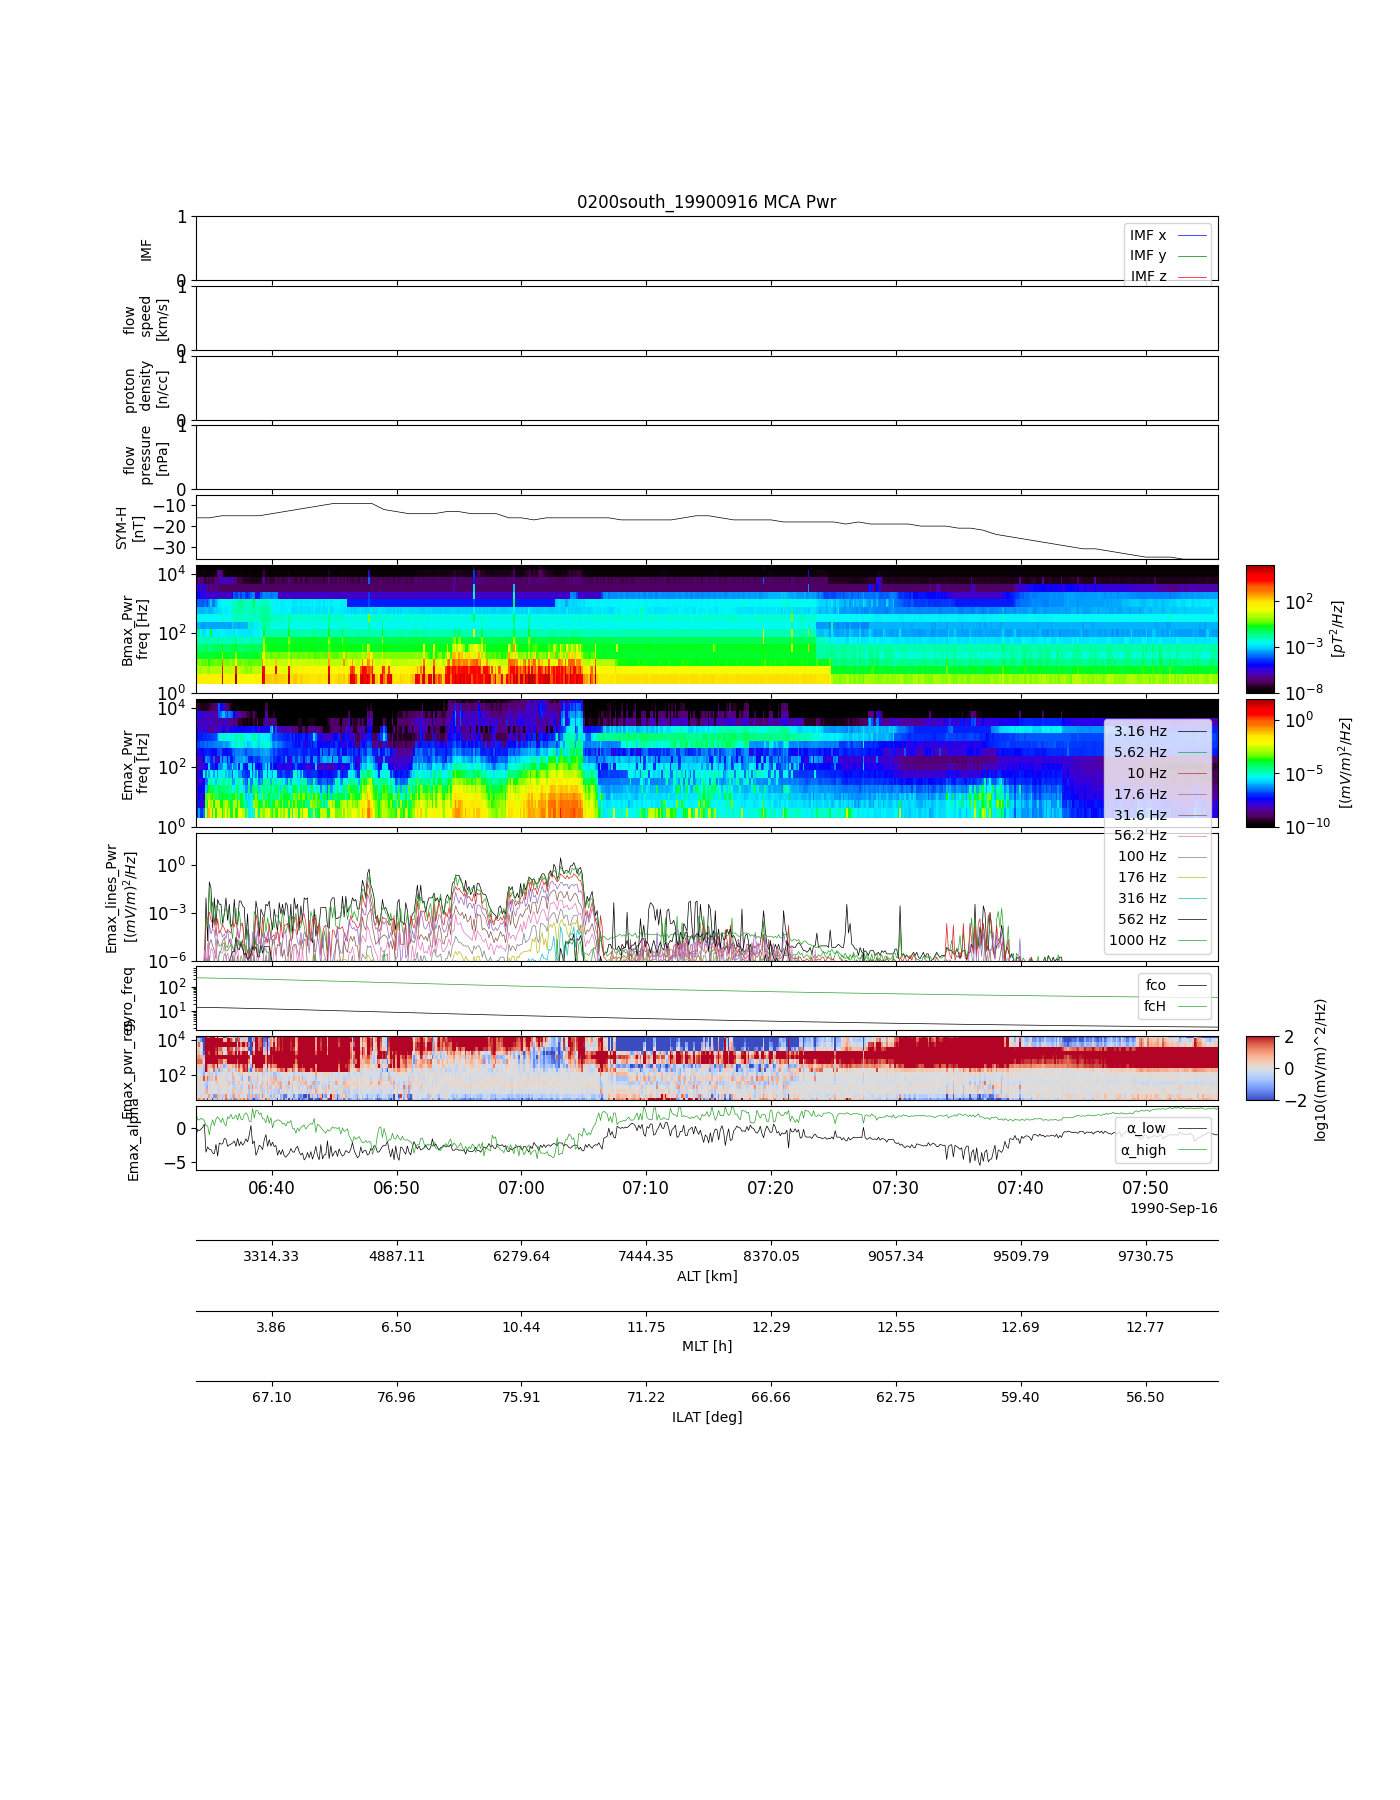 0200south_19900916 MCA Pwr
1
0
IMF
IMF x
IMF y
IMF z
1
0
flow
speed
[km/s]
1
0
proton
density
[n/cc]
1
0
flow
pressure
[nPa]
−10
−20
−30
SYM-H
[nT]
10^4
10^2
10^0
Bmax_Pwr
freq [Hz]
10^2
10^-3
10^-8
[pT^2/Hz]
10^4
10^2
10^0
Emax_Pwr
freq [Hz]
10^0
10^-5
10^-10
[(mV/m)^2/Hz]
3.16 Hz
5.62 Hz
10 Hz
17.6 Hz
31.6 Hz
56.2 Hz
100 Hz
176 Hz
316 Hz
562 Hz
1000 Hz
10^0
10^-3
10^-6
Emax_lines_Pwr
[(mV/m)^2/Hz]
10^2
10^1
gyro_freq
fco
fcH
10^4
10^2
Emax_pwr_reg
2
0
−2
log10((mV/m)^2/Hz)
0
−5
Emax_alpha
α_low
α_high
06:40 06:50 07:00 07:10 07:20 07:30 07:40 07:50
1990-Sep-16
3314.33 4887.11 6279.64 7444.35 8370.05 9057.34 9509.79 9730.75
ALT [km]
3.86 6.50 10.44 11.75 12.29 12.55 12.69 12.77
MLT [h]
67.10 76.96 75.91 71.22 66.66 62.75 59.40 56.50
ILAT [deg]